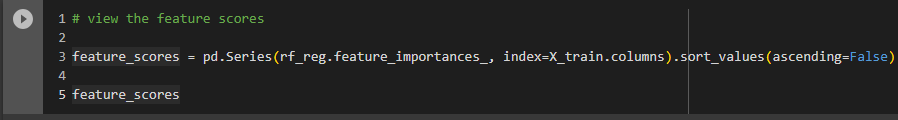 1 # view the feature scores
2
3 feature_scores = pd.Series(rf_reg.feature_importances_, index=X_train.columns).sort_values(ascending=False)
4
5 feature_scores